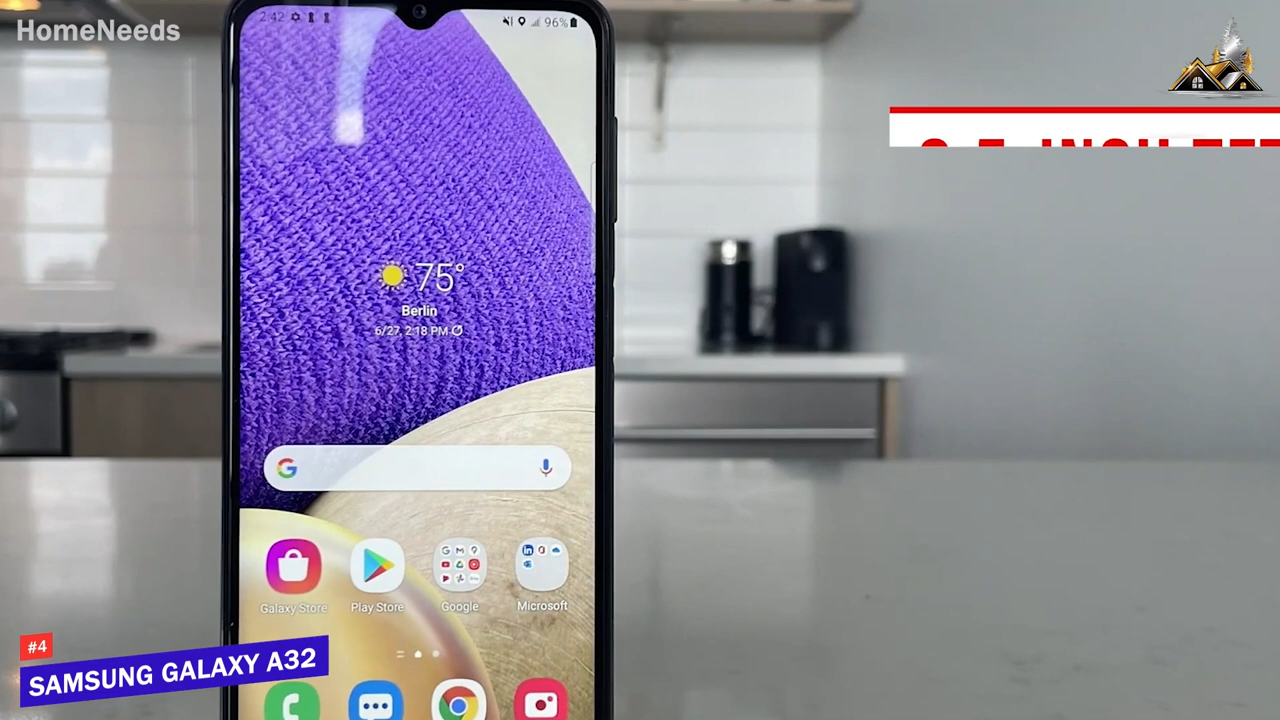 HomeNeeds
2:42
96%
75°
Berlin
6/27, 2:18 PM
Galaxy Store
Play Store
Google
Microsoft
#4
SAMSUNG GALAXY A32